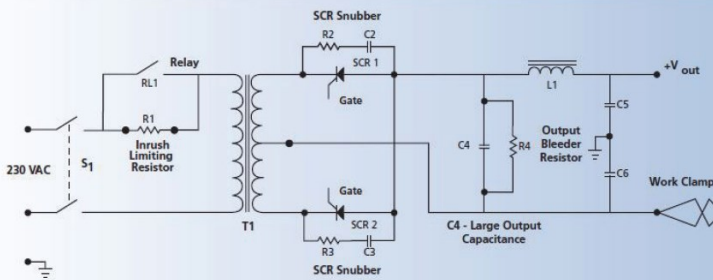 SCR Snubber
R2
C2
SCR 1
Gate
Relay
RL1
R1
Inrush
Limiting
Resistor
S1
230 VAC
T1
Gate
SCR 2
R3
C3
SCR Snubber
C4
R4
C4 - Large Output
Capacitance
L1
+V out
C5
Output
Bleeder
Resistor
C6
Work Clamp